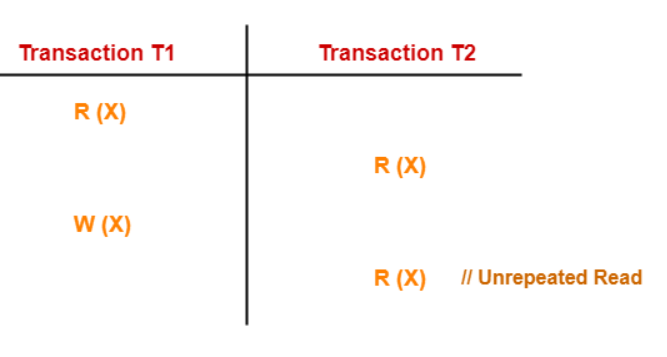 Transaction T1 Transaction T2
R (X)
R (X)
W (X)
R (X) // Unrepeated Read